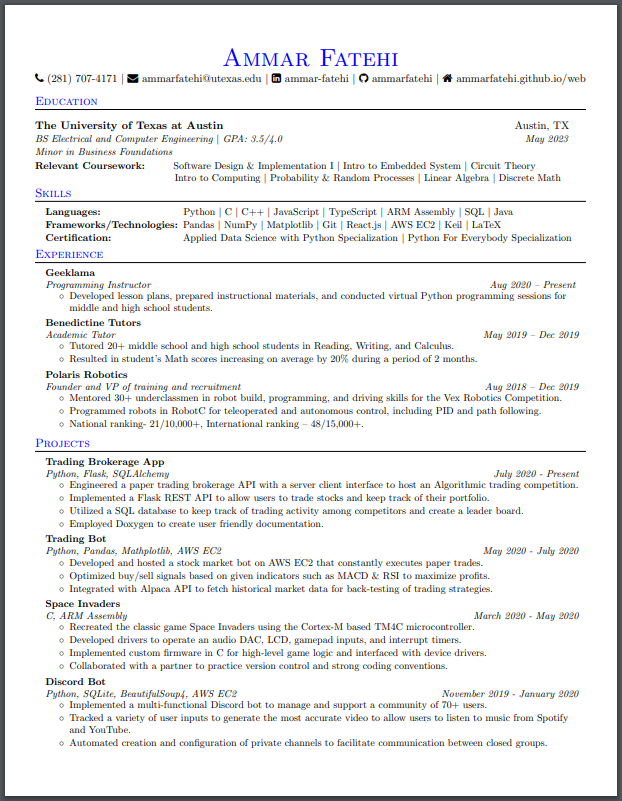 Ammar Fatehi
(281) 707-4171 | ammarfatehi@utexas.edu | ammar-fatehi | ammarfatehi | ammarfatehi.github.io/web
Education
The University of Texas at Austin Austin, TX
BS Electrical and Computer Engineering | GPA: 3.5/4.0 May 2023
Minor in Business Foundations
Relevant Coursework: Software Design & Implementation I | Intro to Embedded System | Circuit Theory
Intro to Computing | Probability & Random Processes | Linear Algebra | Discrete Math
Skills
Languages: Python | C | C++ | JavaScript | TypeScript | ARM Assembly | SQL | Java
Frameworks/Technologies: Pandas | NumPy | Matplotlib | Git | React.js | AWS EC2 | Keil | LaTeX
Certification: Applied Data Science with Python Specialization | Python For Everybody Specialization
Experience
Geeklama
Programming Instructor Aug 2020 – Present
◦ Developed lesson plans, prepared instructional materials, and conducted virtual Python programming sessions for
middle and high school students.
Benedictine Tutors
Academic Tutor May 2019 – Dec 2019
◦ Tutored 20+ middle school and high school students in Reading, Writing, and Calculus.
◦ Resulted in student's Math scores increasing on average by 20% during a period of 2 months.
Polaris Robotics
Founder and VP of training and recruitment Aug 2018 – Dec 2019
◦ Mentored 30+ underclassmen in robot build, programming, and driving skills for the Vex Robotics Competition.
◦ Programmed robots in RobotC for teleoperated and autonomous control, including PID and path following.
◦ National ranking- 21/10,000+, International ranking – 48/15,000+.
Projects
Trading Brokerage App
Python, Flask, SQLAlchemy July 2020 - Present
◦ Engineered a paper trading brokerage API with a server client interface to host an Algorithmic trading competition.
◦ Implemented a Flask REST API to allow users to trade stocks and keep track of their portfolio.
◦ Utilized a SQL database to keep track of trading activity among competitors and create a leader board.
◦ Employed Doxygen to create user friendly documentation.
Trading Bot
Python, Pandas, Mathplotlib, AWS EC2 May 2020 - July 2020
◦ Developed and hosted a stock market bot on AWS EC2 that constantly executes paper trades.
◦ Optimized buy/sell signals based on given indicators such as MACD & RSI to maximize profits.
◦ Integrated with Alpaca API to fetch historical market data for back-testing of trading strategies.
Space Invaders
C, ARM Assembly March 2020 - May 2020
◦ Recreated the classic game Space Invaders using the Cortex-M based TM4C microcontroller.
◦ Developed drivers to operate an audio DAC, LCD, gamepad inputs, and interrupt timers.
◦ Implemented custom firmware in C for high-level game logic and interfaced with device drivers.
◦ Collaborated with a partner to practice version control and strong coding conventions.
Discord Bot
Python, SQLite, BeautifulSoup4, AWS EC2 November 2019 - January 2020
◦ Implemented a multi-functional Discord bot to manage and support a community of 70+ users.
◦ Tracked a variety of user inputs to generate the most accurate video to allow users to listen to music from Spotify
and YouTube.
◦ Automated creation and configuration of private channels to facilitate communication between closed groups.